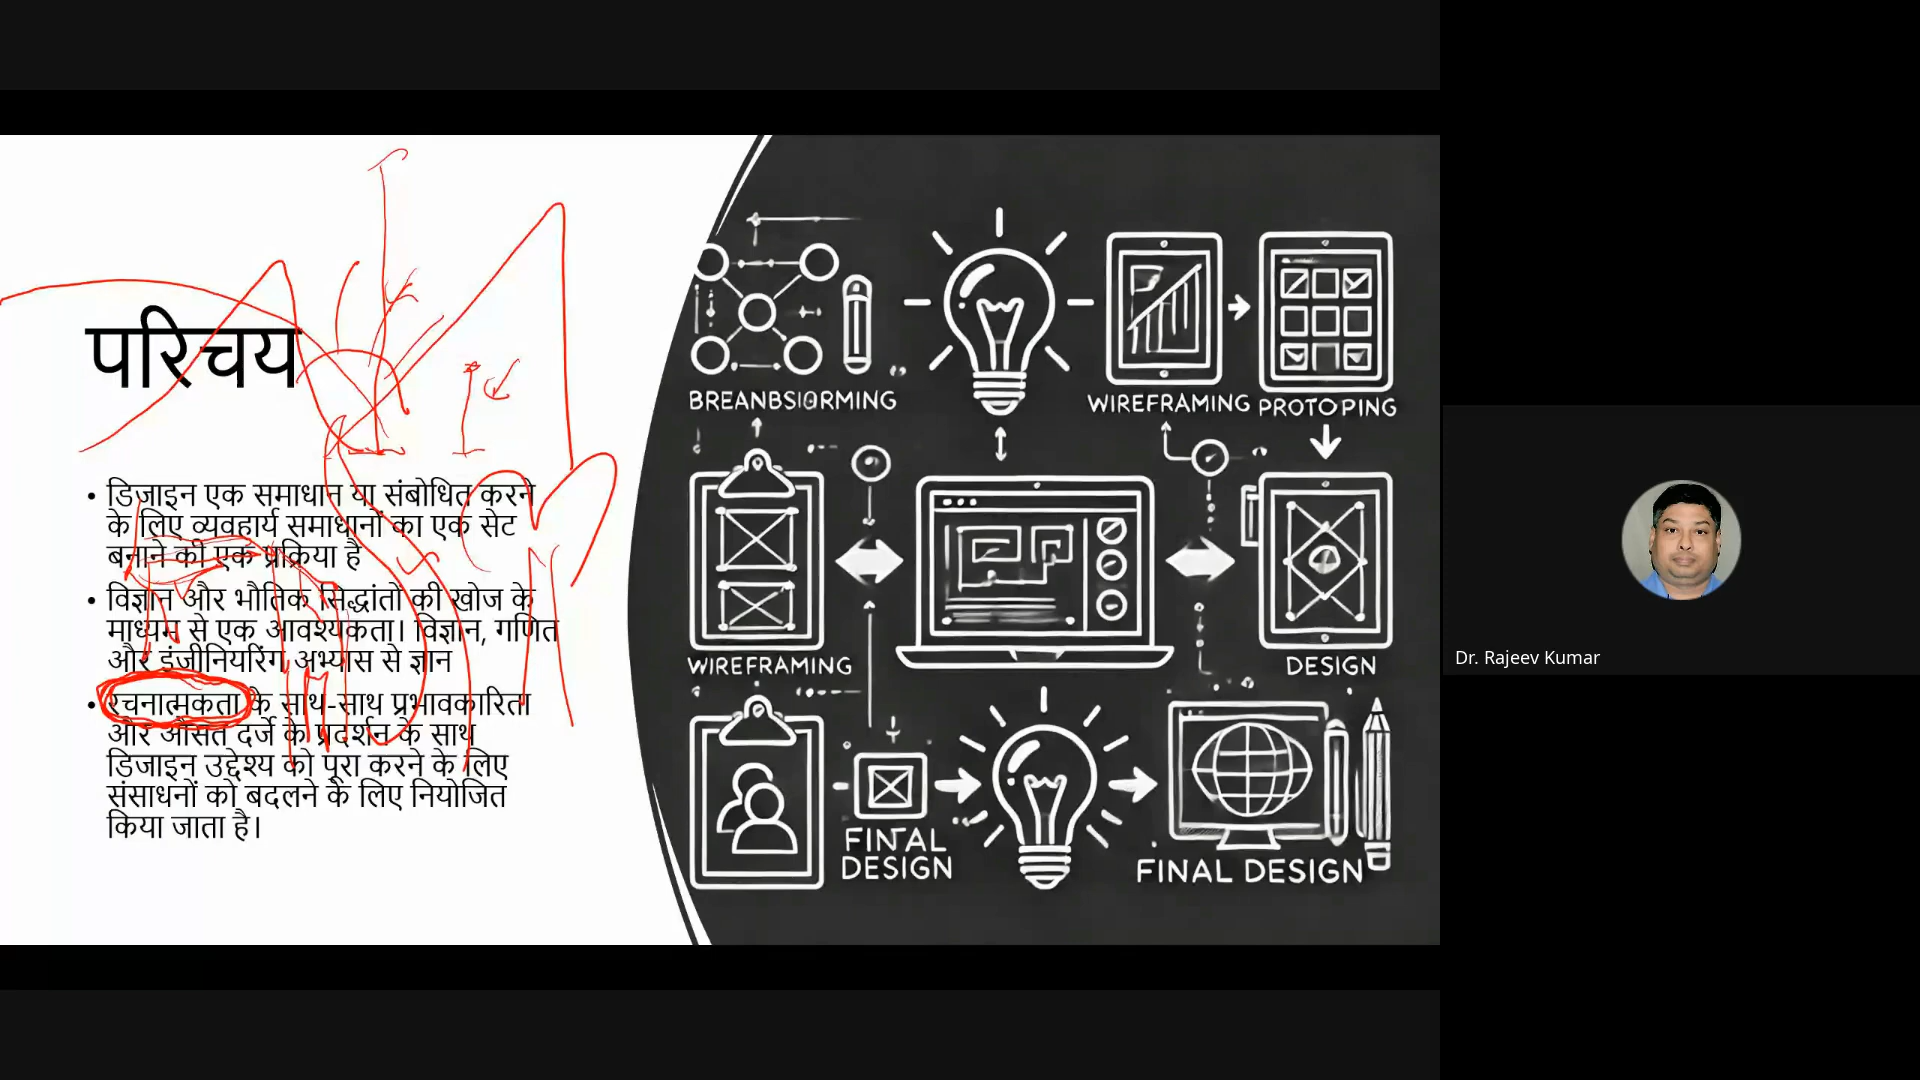 परिचय
• डिजाइन एक समाधान या संबोधित करने
के लिए व्यवहार्य समाधानों का एक सेट
बनाने की एक प्रक्रिया है
• विज्ञान और भौतिक सिद्धांतों की खोज के
माध्यम से एक आवश्यकता। विज्ञान, गणित
और इंजीनियरिंग अभ्यास से ज्ञान
• रचनात्मकता के साथ-साथ प्रभावकारिता
और औसत दर्जे के प्रदर्शन के साथ
डिजाइन उद्देश्य को पूरा करने के लिए
संसाधनों को बदलने के लिए नियोजित
किया जाता है।
BREANBSIØRMING
WIREFRAMING
PROTOPING
WIREFRAMING
DESIGN
FINTAL
DESIGN
FINAL DESIGN
Dr. Rajeev Kumar